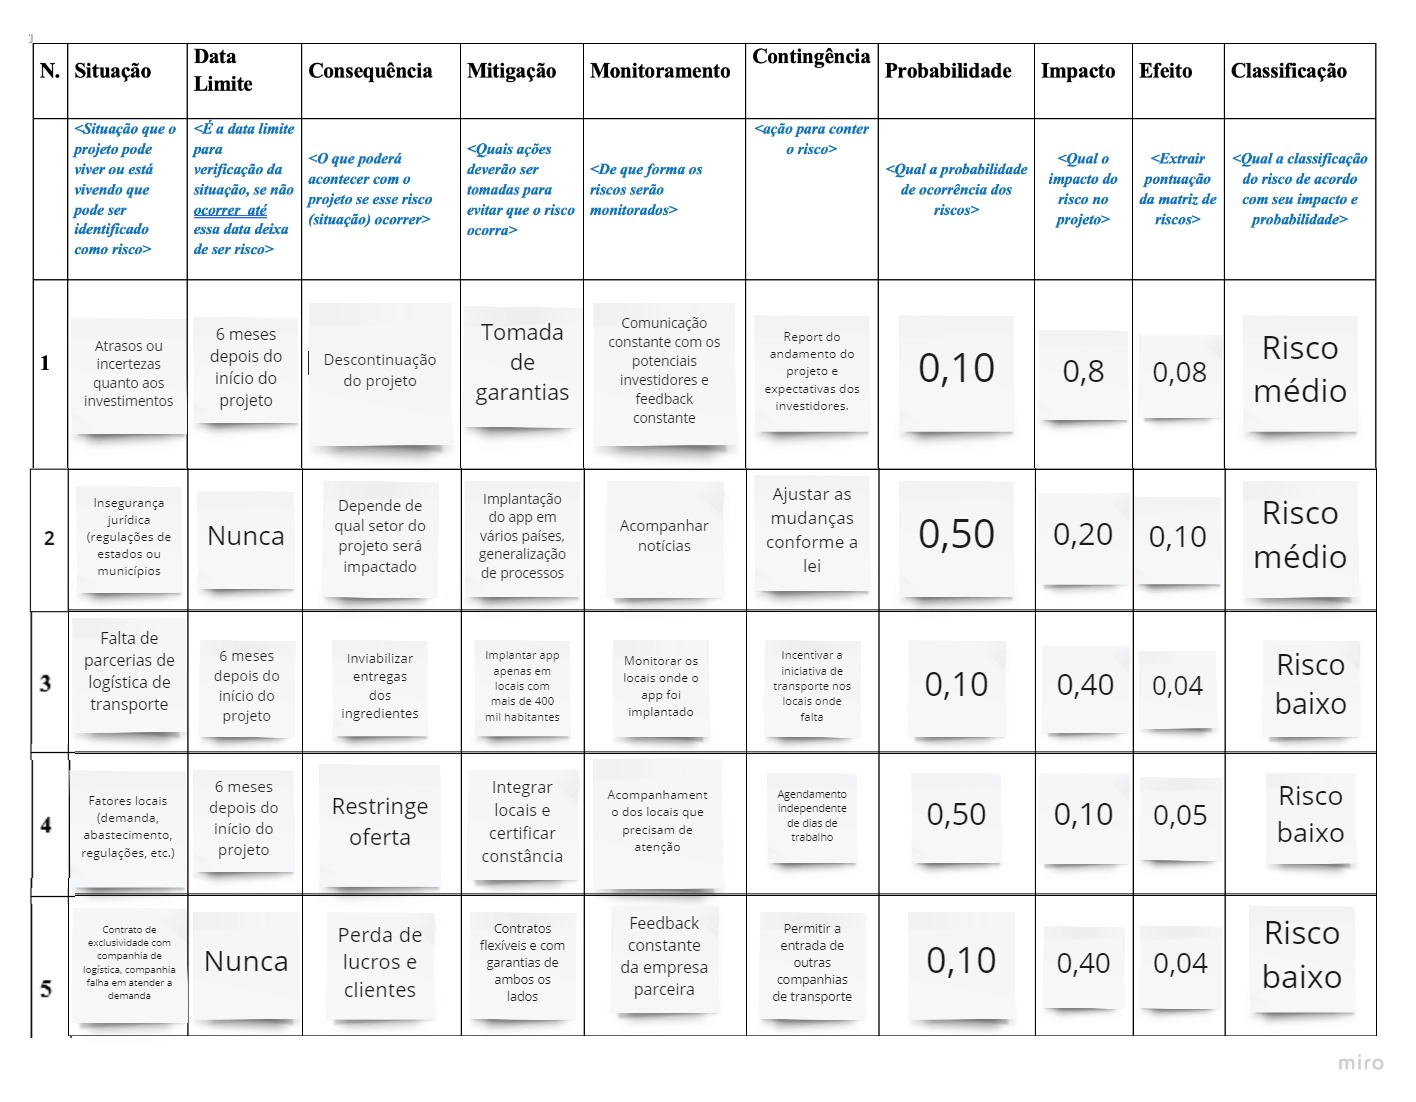 N.
Situação
Data
Limite
Consequência
Mitigação
Monitoramento
Contingência
Probabilidade
Impacto
Efeito
Classificação
<Situação que o
projeto pode
viver ou está
vivendo que
pode ser
identificado
como risco>
<É a data limite
para
verificação da
situação, se não
ocorrer até
essa data deixa
de ser risco>
<O que poderá
acontecer com o
projeto se esse risco
(situação) ocorrer>
<Quais ações
deverão ser
tomadas para
evitar que o risco
ocorra>
<De que forma os
riscos serão
monitorados>
<ação para conter
o risco>
<Qual a probabilidade
de ocorrência dos
riscos>
<Qual o
impacto do
risco no
projeto>
<Extrair
pontuação
da matriz de
riscos>
<Qual a classificação
do risco de acordo
com seu impacto e
probabilidade>
1
Atrasos ou
incertezas
quanto aos
investimentos
6 meses
depois do
início do
projeto
Descontinuação
do projeto
Tomada
de
garantias
Comunicação
constante com os
potenciais
investidores e
feedback
constante
Report do
andamento do
projeto e
expectativas dos
investidores.
0,10
0,8
0,08
Risco
médio
2
Insegurança
jurídica
(regulações de
estados ou
municípios
Nunca
Depende de
qual setor do
projeto será
impactado
Implantação
do app em
vários países,
generalização
de processos
Acompanhar
notícias
Ajustar as
mudanças
conforme a
lei
0,50
0,20
0,10
Risco
médio
3
Falta de
parcerias de
logística de
transporte
6 meses
depois do
início do
projeto
Inviabilizar
entregas
dos
ingredientes
Implantar app
apenas em
locais com
mais de 400
mil habitantes
Monitorar os
locais onde o
app foi
implantado
Incentivar a
iniciativa de
transporte nos
locais onde
falta
0,10
0,40
0,04
Risco
baixo
4
Fatores locais
(demanda,
abastecimento,
regulações, etc.)
6 meses
depois do
início do
projeto
Restringe
oferta
Integrar
locais e
certificar
constância
Acompanhament
o dos locais que
precisam de
atenção
Agendamento
independente
de dias de
trabalho
0,50
0,10
0,05
Risco
baixo
5
Contrato de
exclusividade com
companhia de
logística, companhia
falha em atender a
demanda
Nunca
Perda de
lucros e
clientes
Contratos
flexíveis e com
garantias de
ambos os
lados
Feedback
constante
da empresa
parceira
Permitir a
entrada de
outras
companhias
de transporte
0,10
0,40
0,04
Risco
baixo
miro